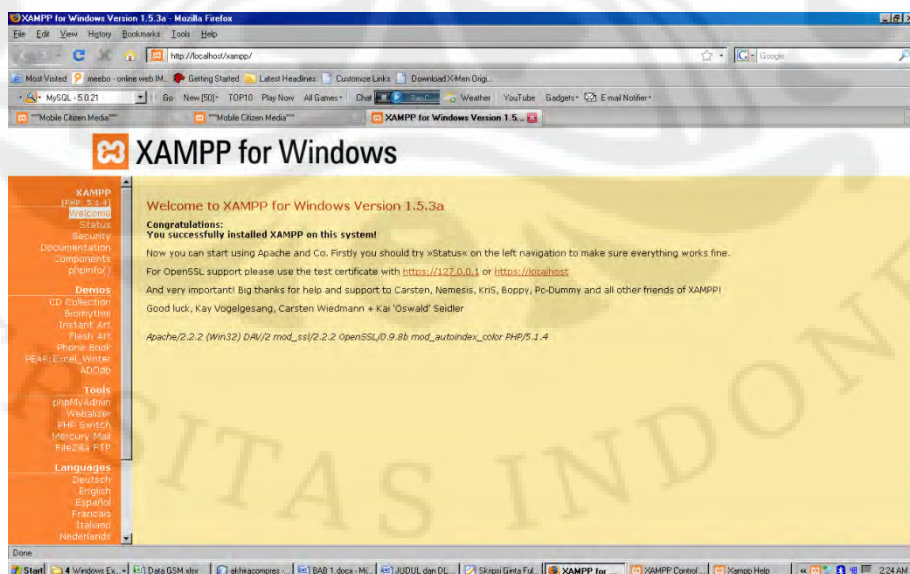 XAMPP for Windows Version 1.5.3a - Mozilla Firefox
File Edit View History Bookmarks Tools Help
http://localhost/xampp/
Google
Most Visited meebo - online web IM... Getting Started Latest Headlines Customize Links Download X-Men Origi...
MySQL - 5.0.21 Go New [50] TOP10 Play Now All Games Chat Weather YouTube Gadgets E-mail Notifier
"""Mobile Citizen Media""" """Mobile Citizen Media""" XAMPP for Windows Version 1.5...
XAMPP for Windows
XAMPP
[PHP: 5.1.4]
Welcome
Status
Security
Documentation
Components
phpinfo()
Demos
CD Collection
Biorhythm
Instant Art
Flash Art
Phone Book
PEAR:Excel_Writer
ADOdb
Tools
phpMyAdmin
Webalizer
PHP Switch
Mercury Mail
FileZilla FTP
Languages
Deutsch
English
Español
Francais
Italiano
Nederlands
Welcome to XAMPP for Windows Version 1.5.3a
Congratulations:
You successfully installed XAMPP on this system!
Now you can start using Apache and Co. Firstly you should try »Status« on the left navigation to make sure everything works fine.
For OpenSSL support please use the test certificate with https://127.0.0.1 or https://localhost
And very important! Big thanks for help and support to Carsten, Nemesis, KriS, Boppy, Pc-Dummy and all other friends of XAMPP!
Good luck, Kay Vogelgesang, Carsten Wiedmann + Kai 'Oswald' Seidler
Apache/2.2.2 (Win32) DAV/2 mod_ssl/2.2.2 OpenSSL/0.9.8b mod_autoindex_color PHP/5.1.4
SITAS INDON
Done
Start 4 Windows Ex... Data GSM.xlsx akhiracompres -... BAB 1.docx - Mi... JUDUL dan DL... Skripsi Ginta Ful... XAMPP for ... XAMPP Control... Xampp Help 2:24 AM